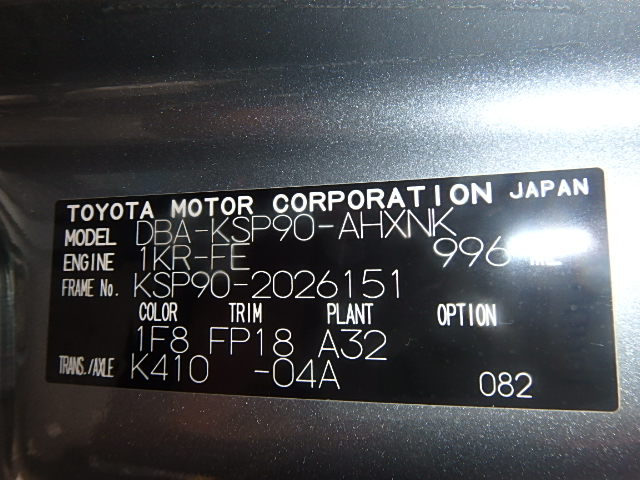 TOYOTA MOTOR CORPORATION JAPAN
MODEL DBA-KSP90-AHXNK
ENGINE 1KR-FE 996 ML
FRAME No. KSP90-2026151
COLOR TRIM PLANT OPTION
1F8 FP18 A32
TRANS./AXLE K410 -04A 082